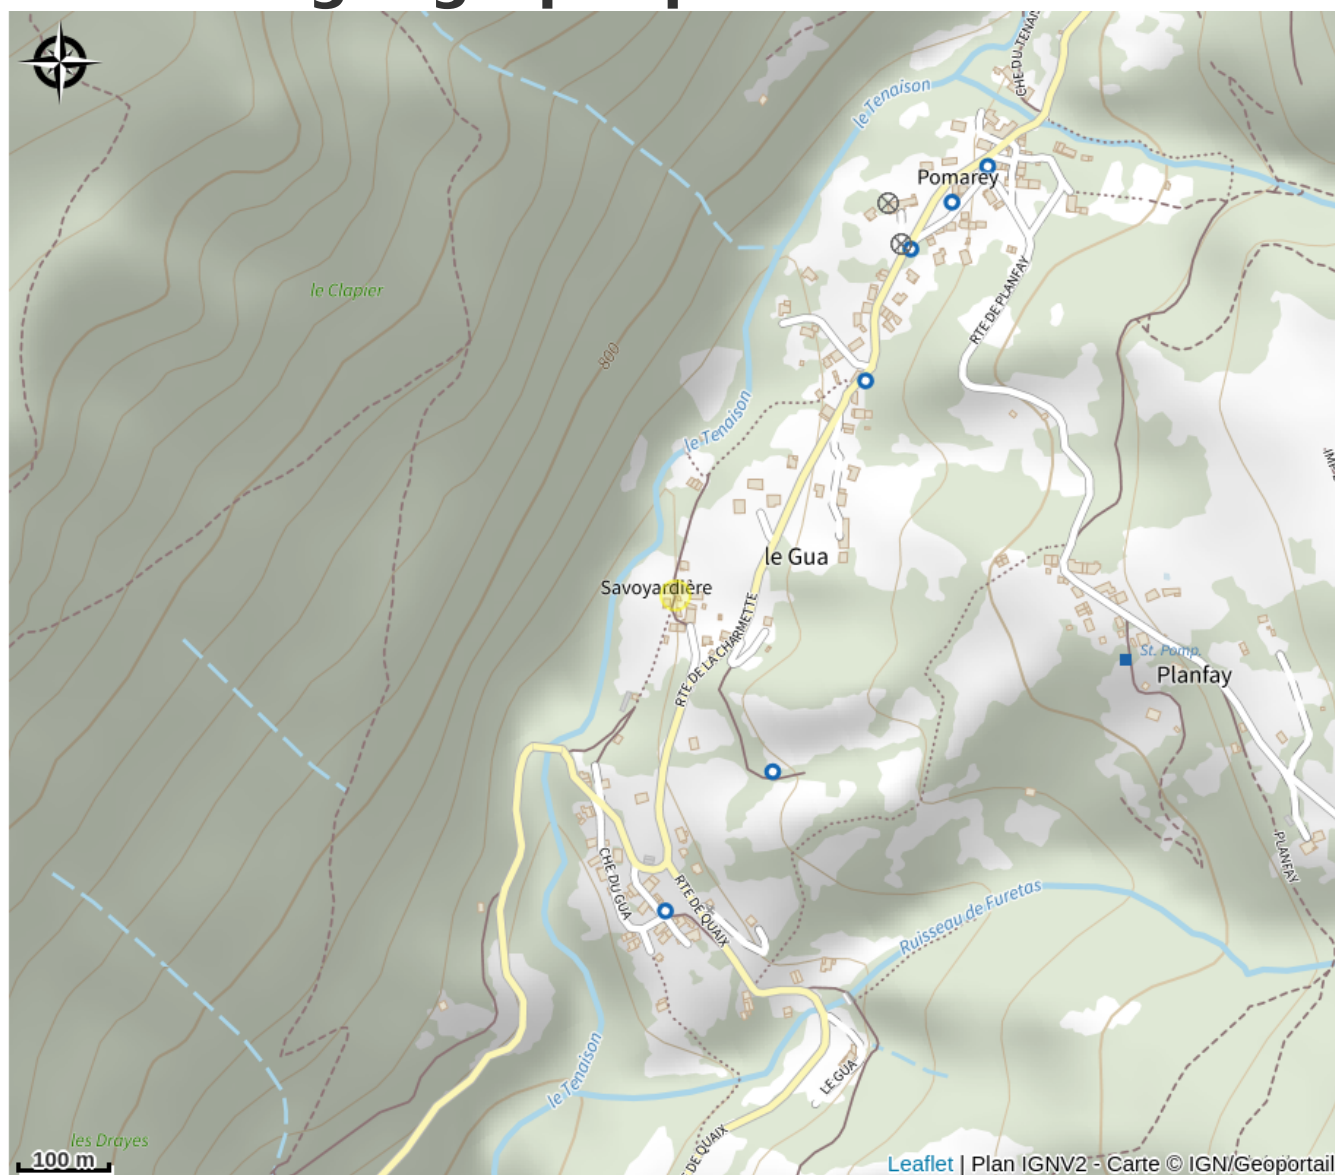 CHE DU TENAI
le Tenaison
Pomarey
le Clapier
RTE DE PLANFAY
800
le Tenaison
le Gua
Savoyardière
RTE DE LA CHARMETTE
St. Pomp.
Planfay
PLANFAY
CHE DU GUA
RTE DE QUAIX
Ruisseau de Furetas
le Tenaison
LE GUA
les Drayes
DE QUAIX
100 m
Leaflet | Plan IGNV2 - Carte © IGN/Geoportail